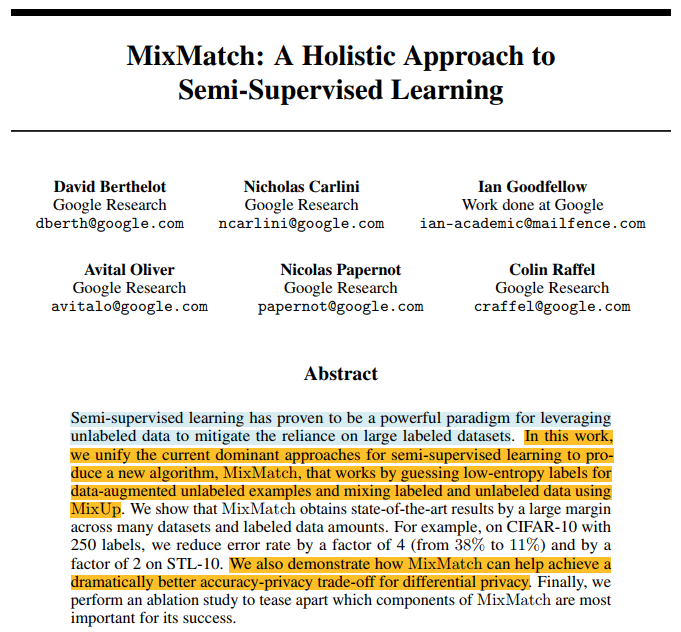 MixMatch: A Holistic Approach to
Semi-Supervised Learning
David Berthelot
Google Research
dberth@google.com
Nicholas Carlini
Google Research
ncarlini@google.com
Ian Goodfellow
Work done at Google
ian-academic@mailfence.com
Avital Oliver
Google Research
avitalo@google.com
Nicolas Papernot
Google Research
papernot@google.com
Colin Raffel
Google Research
craffel@google.com
Abstract
Semi-supervised learning has proven to be a powerful paradigm for leveraging
unlabeled data to mitigate the reliance on large labeled datasets. In this work,
we unify the current dominant approaches for semi-supervised learning to pro-
duce a new algorithm, MixMatch, that works by guessing low-entropy labels for
data-augmented unlabeled examples and mixing labeled and unlabeled data using
MixUp. We show that MixMatch obtains state-of-the-art results by a large margin
across many datasets and labeled data amounts. For example, on CIFAR-10 with
250 labels, we reduce error rate by a factor of 4 (from 38% to 11%) and by a
factor of 2 on STL-10. We also demonstrate how MixMatch can help achieve a
dramatically better accuracy-privacy trade-off for differential privacy. Finally, we
perform an ablation study to tease apart which components of MixMatch are most
important for its success.